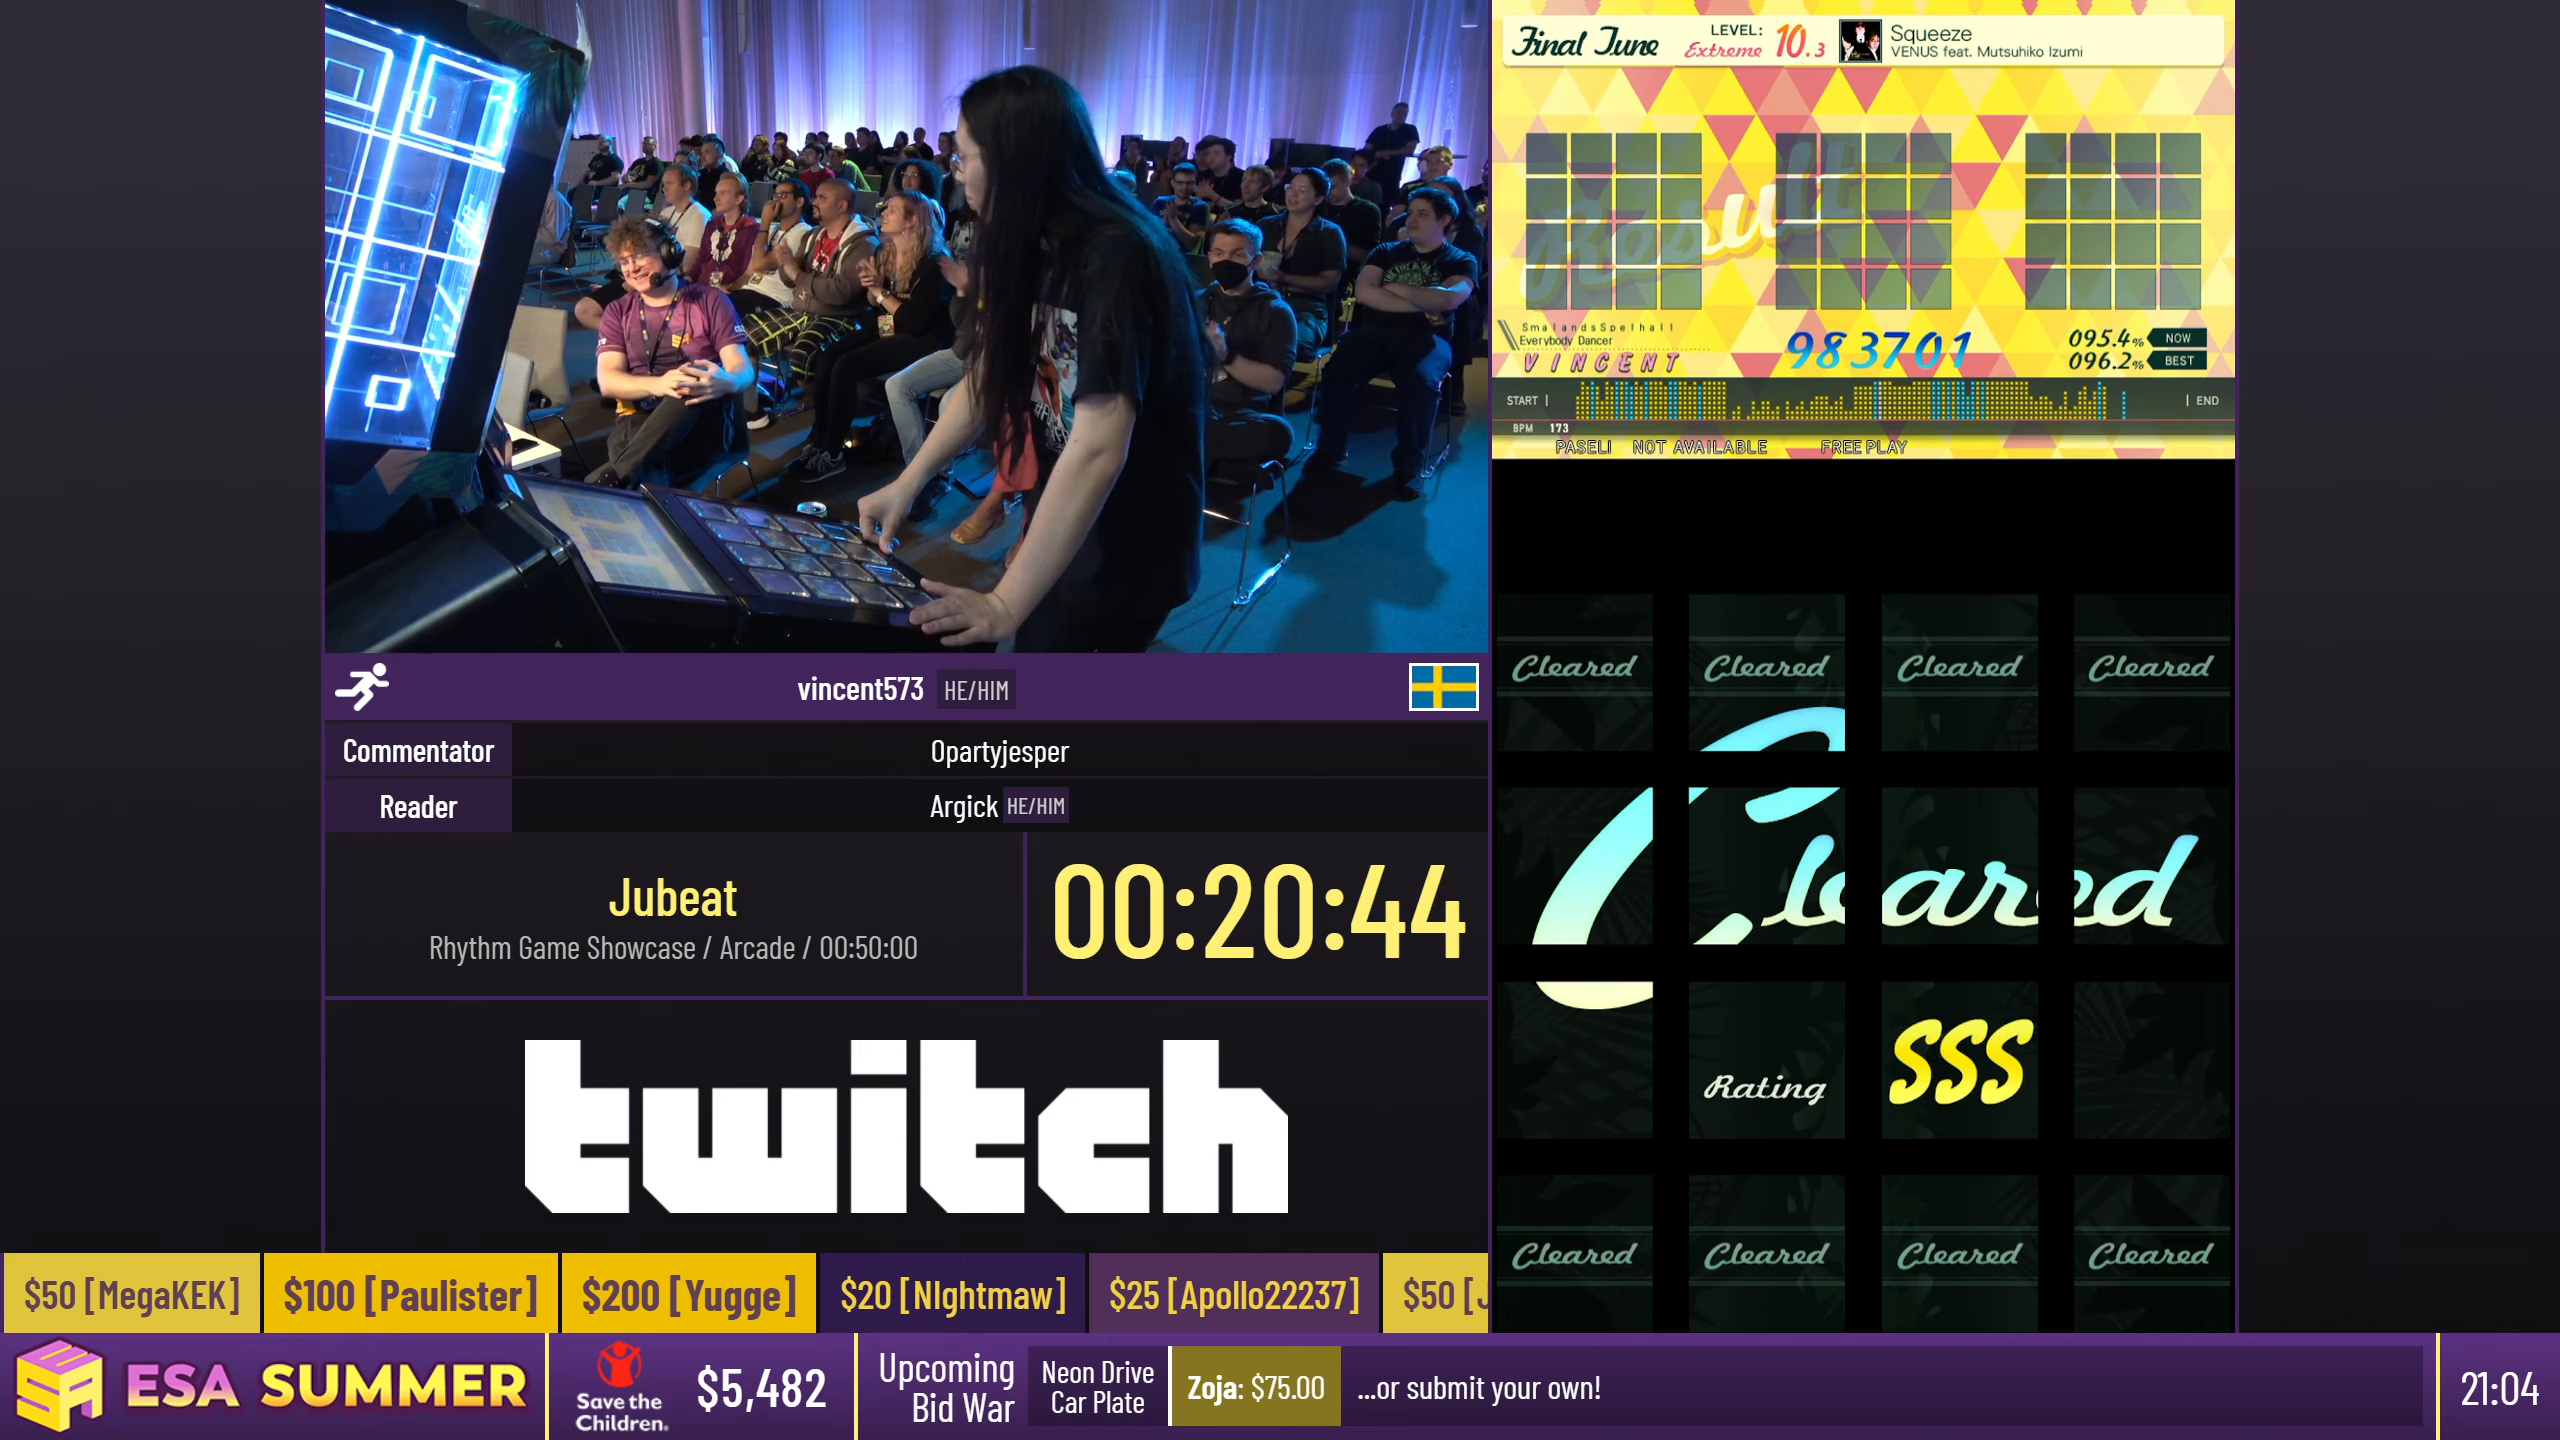 Final Tune
LEVEL:
Extreme 10.3
Squeeze
VENUS feat. Mutsuhiko Izumi
Result
SmalandsSpelhall
Everybody Dancer
VINCENT
983701
095.4% NOW
096.2% BEST
START
END
BPM 173
PASELI NOT AVAILABLE FREE PLAY
Cleared Cleared Cleared Cleared
Cleared
Rating SSS
Cleared Cleared Cleared Cleared
vincent573 HE/HIM
Commentator Opartyjesper
Reader Argick HE/HIM
Jubeat
Rhythm Game Showcase / Arcade / 00:50:00
00:20:44
twitch
$50 [MegaKEK] $100 [Paulister] $200 [Yugge] $20 [NIghtmaw] $25 [Apollo22237] $50 [J
ESA SUMMER
Save the
Children.
$5,482
Upcoming
Bid War
Neon Drive
Car Plate
Zoja: $75.00
...or submit your own!
21:04